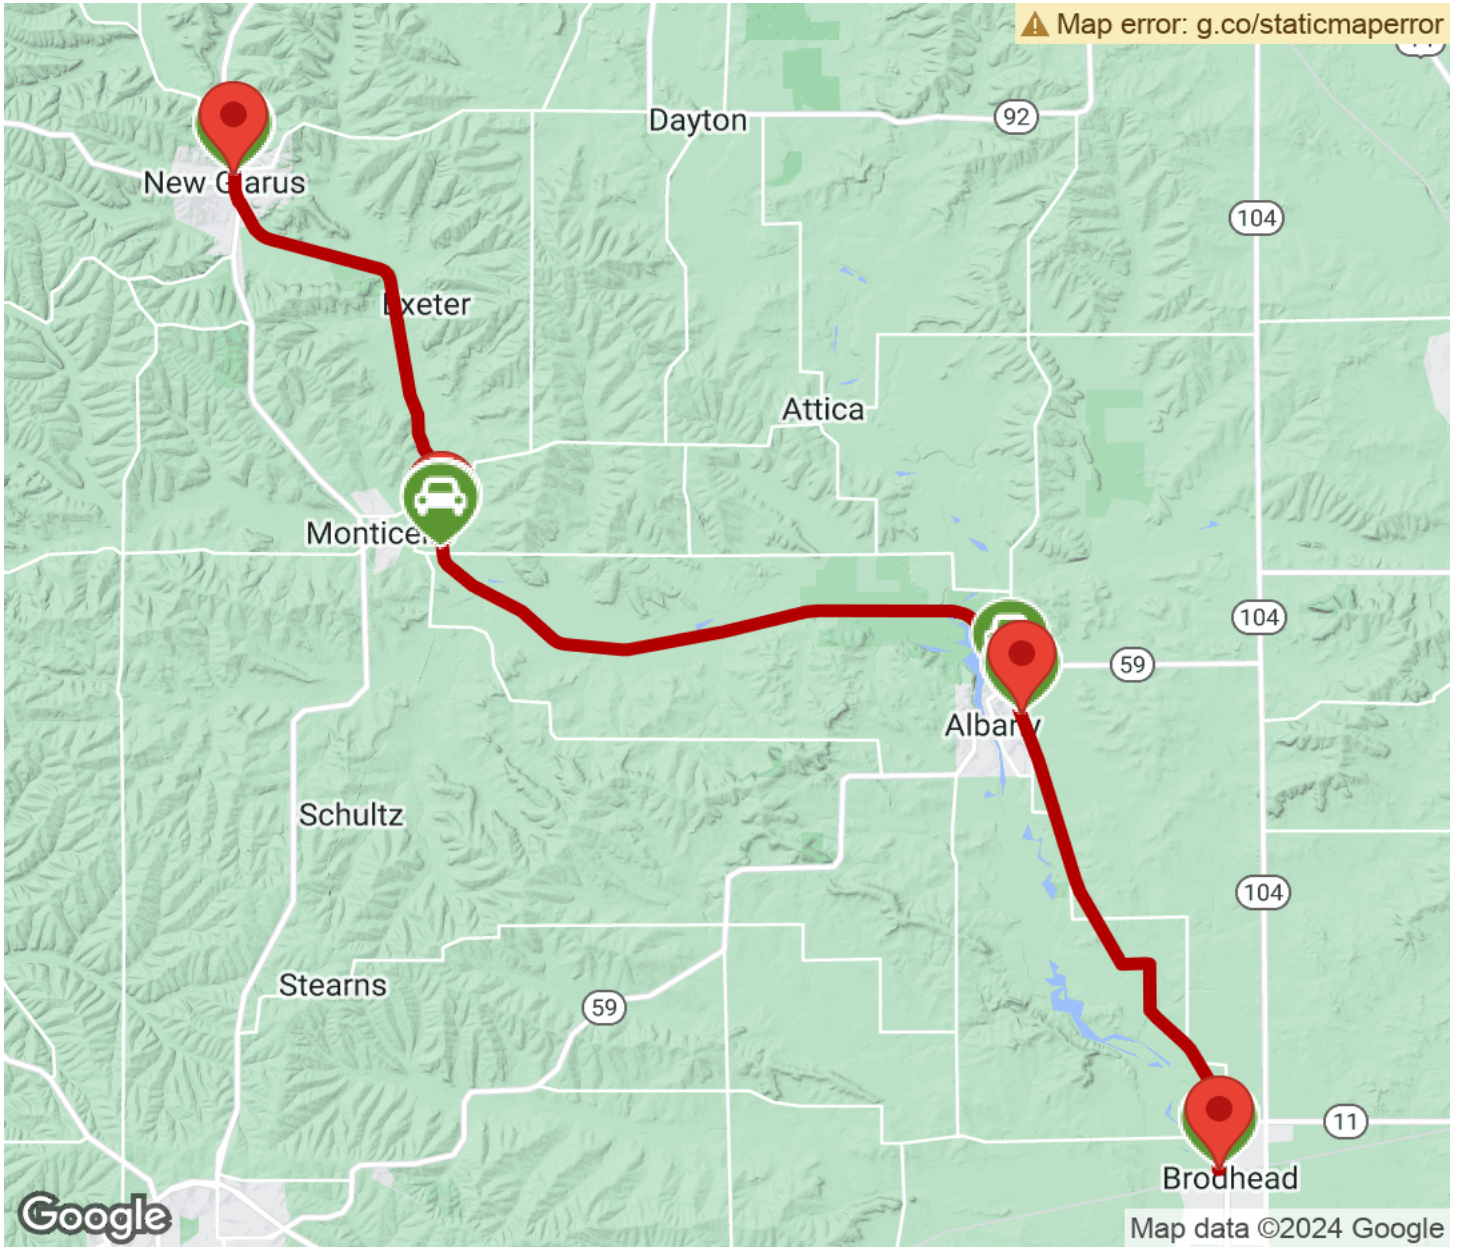 Map error: g.co/staticmaperror
Dayton
92
New Glarus
104
Exeter
Attica
Monticello
104
59
Albany
Schultz
104
Stearns
59
11
Brodhead
Google
Map data ©2024 Google